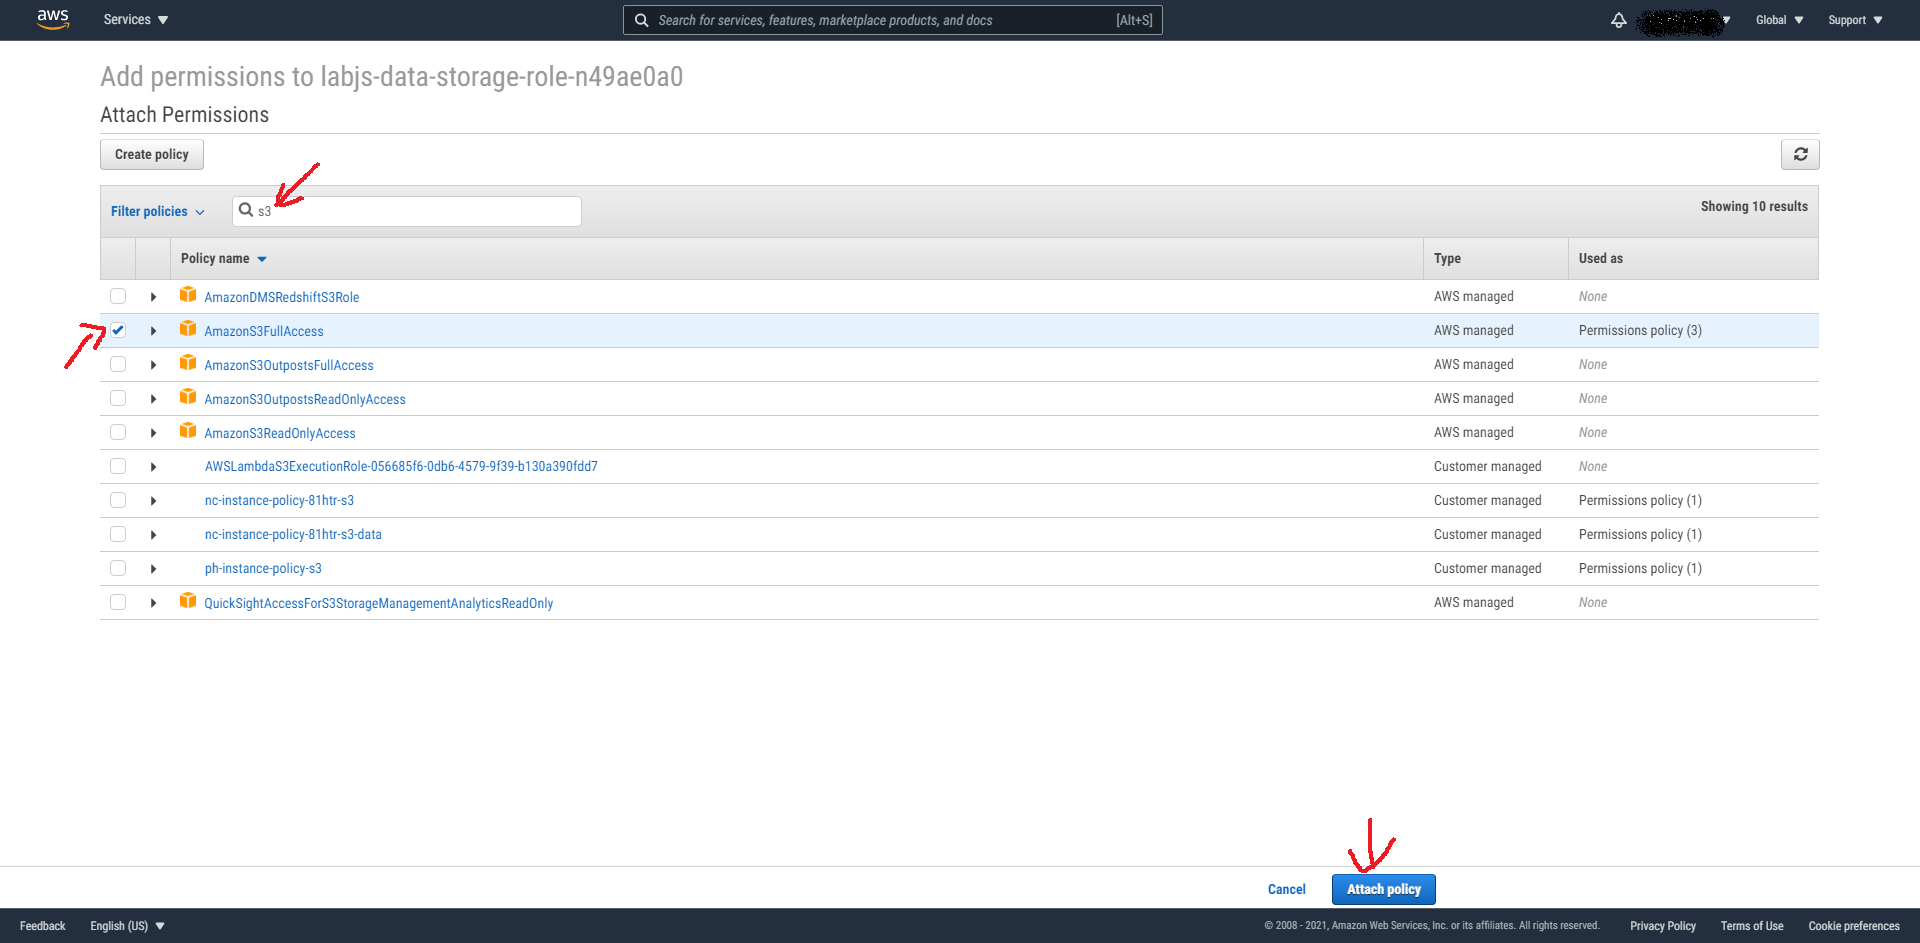 aws Services Search for services, features, marketplace products, and docs [Alt+S] Global Support
Add permissions to labjs-data-storage-role-n49ae0a0
Attach Permissions
Create policy
Filter policies s3 Showing 10 results
Policy name Type Used as
AmazonDMSRedshiftS3Role AWS managed None
AmazonS3FullAccess AWS managed Permissions policy (3)
AmazonS3OutpostsFullAccess AWS managed None
AmazonS3OutpostsReadOnlyAccess AWS managed None
AmazonS3ReadOnlyAccess AWS managed None
AWSLambdaS3ExecutionRole-056685f6-0db6-4579-9f39-b130a390fdd7 Customer managed None
nc-instance-policy-81htr-s3 Customer managed Permissions policy (1)
nc-instance-policy-81htr-s3-data Customer managed Permissions policy (1)
ph-instance-policy-s3 Customer managed Permissions policy (1)
QuickSightAccessForS3StorageManagementAnalyticsReadOnly AWS managed None
Cancel Attach policy
Feedback English (US) © 2008 - 2021, Amazon Web Services, Inc. or its affiliates. All rights reserved. Privacy Policy Terms of Use Cookie preferences